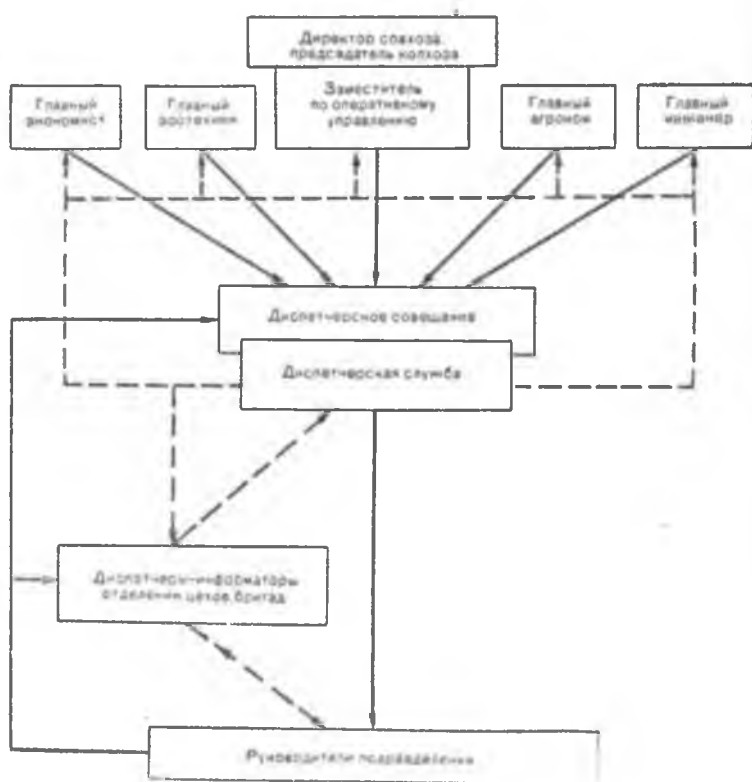 Директор совхоза,
председатель колхоза
Заместитель
по оперативному
управлению
Главный
экономист
Главный
зоотехник
Главный
агроном
Главный
инженер
Диспетчерское совещание
Диспетчерская служба
Диспетчеры-информаторы
отделений цехов, бригад
Руководители подразделений